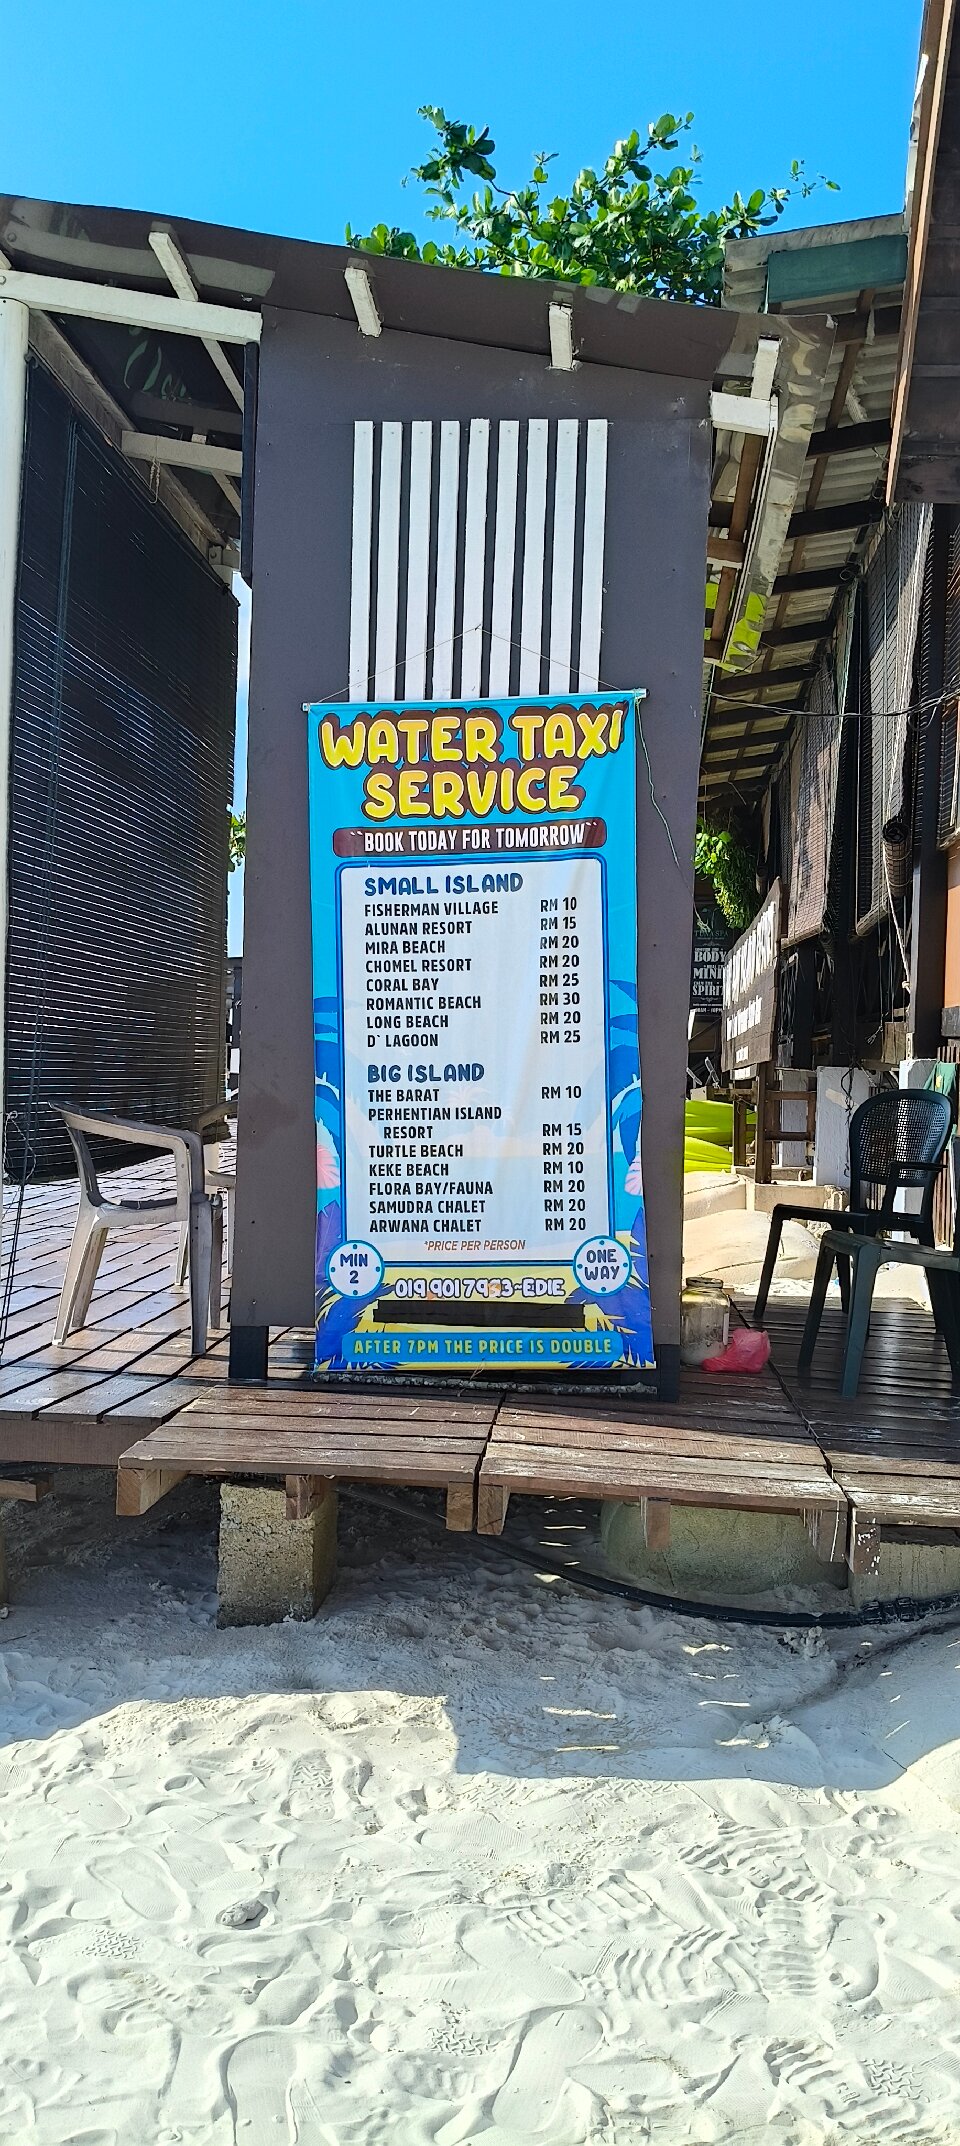 WATER TAXI
SERVICE
``BOOK TODAY FOR TOMORROW``
SMALL ISLAND
FISHERMAN VILLAGE RM 10
ALUNAN RESORT RM 15
MIRA BEACH RM 20
CHOMEL RESORT RM 20
CORAL BAY RM 25
ROMANTIC BEACH RM 30
LONG BEACH RM 20
D` LAGOON RM 25
BIG ISLAND
THE BARAT RM 10
PERHENTIAN ISLAND
RESORT RM 15
TURTLE BEACH RM 20
KEKE BEACH RM 10
FLORA BAY/FAUNA RM 20
SAMUDRA CHALET RM 20
ARWANA CHALET RM 20
*PRICE PER PERSON
MIN
2
ONE
WAY
-EDIE
AFTER 7PM THE PRICE IS DOUBLE
BODY
MIND
SPIRIT